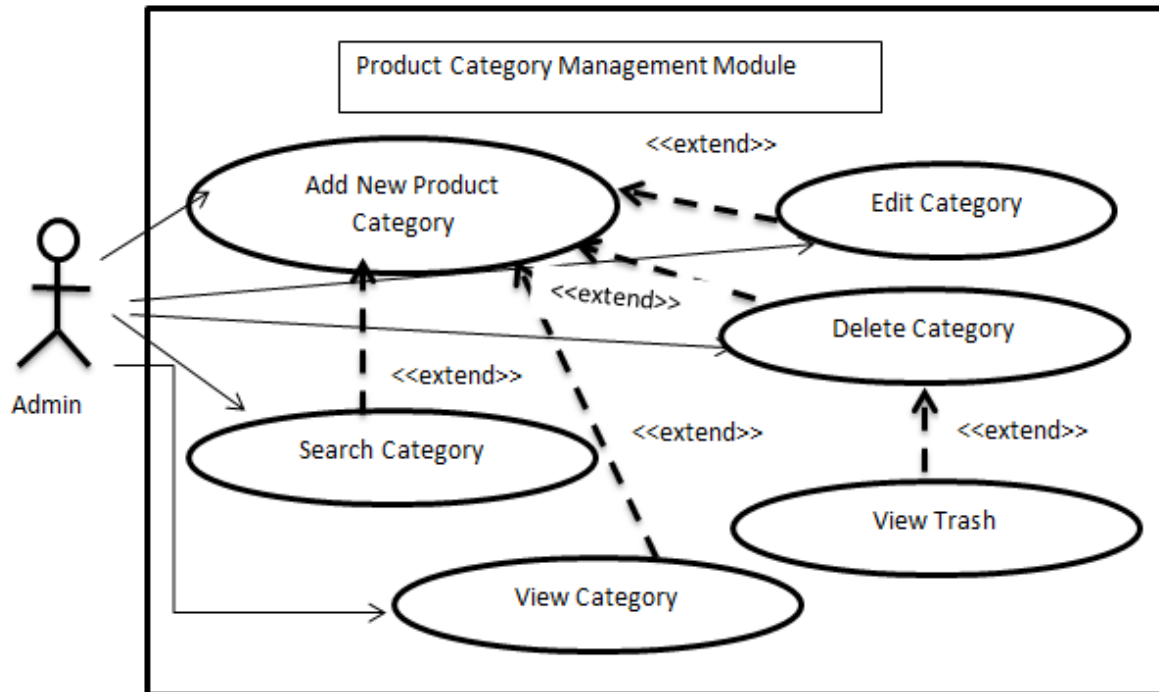 Product Category Management Module
<<extend>>
Add New Product
Category
Edit Category
<<extend>>
Delete Category
Admin
<<extend>>
<<extend>>
<<extend>>
Search Category
View Trash
View Category